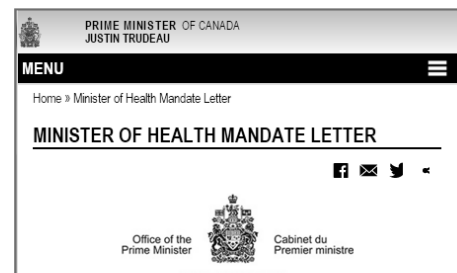 PRIME MINISTER OF CANADA
JUSTIN TRUDEAU
MENU
Home » Minister of Health Mandate Letter
MINISTER OF HEALTH MANDATE LETTER
Office of the
Prime Minister
Cabinet du
Premier ministre